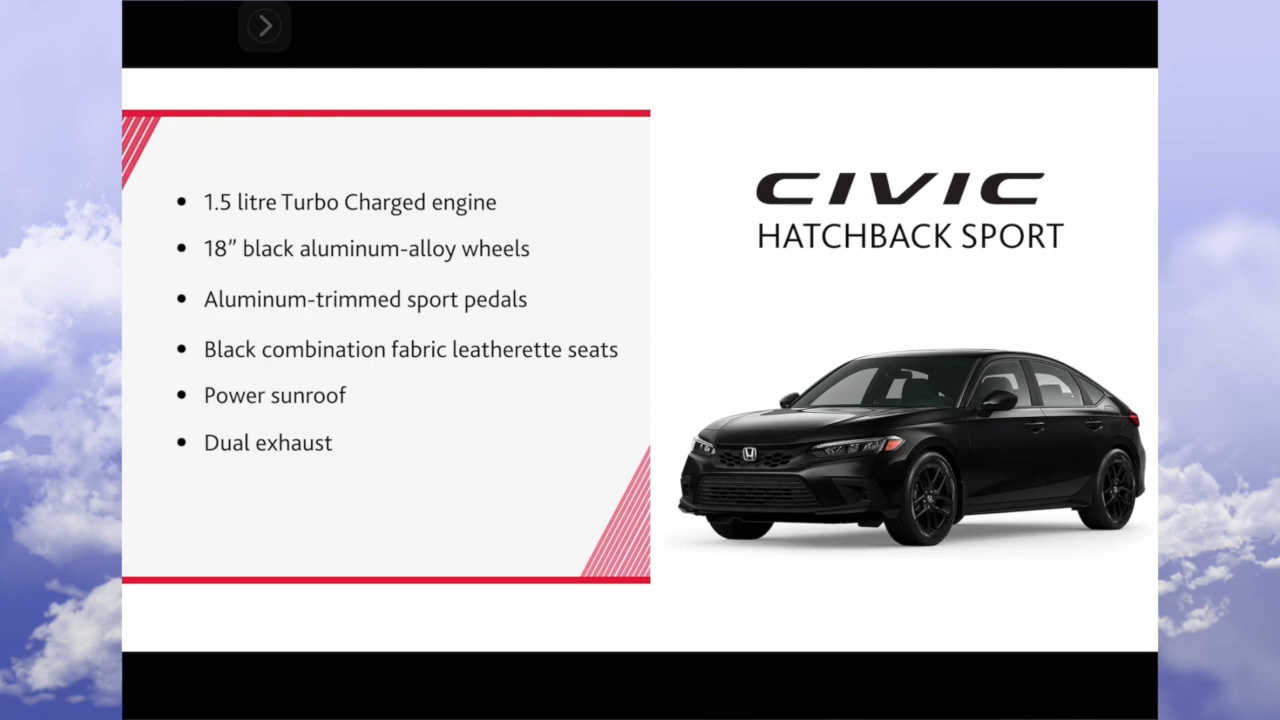 1.5 litre Turbo Charged engine
18” black aluminum-alloy wheels
Aluminum-trimmed sport pedals
Black combination fabric leatherette seats
Power sunroof
Dual exhaust
CIVIC
HATCHBACK SPORT